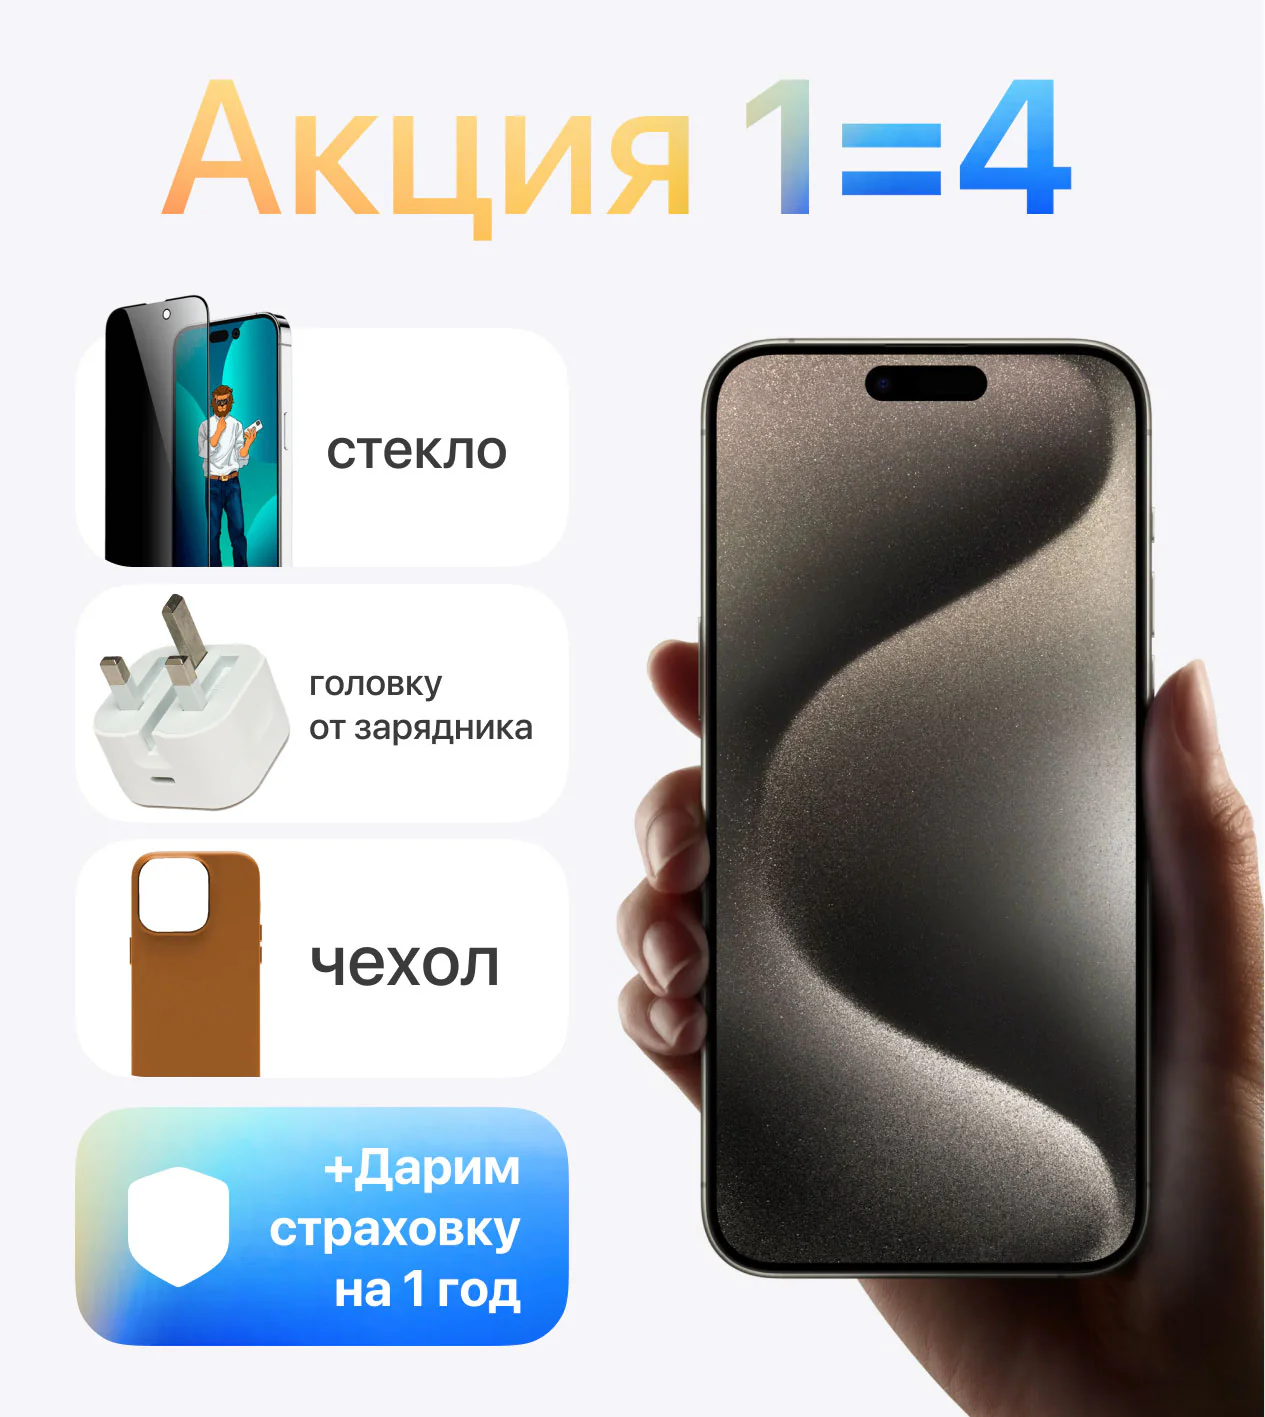 Акция 1=4
стекло
головку
от зарядника
чехол
+Дарим
страховку
на 1 год